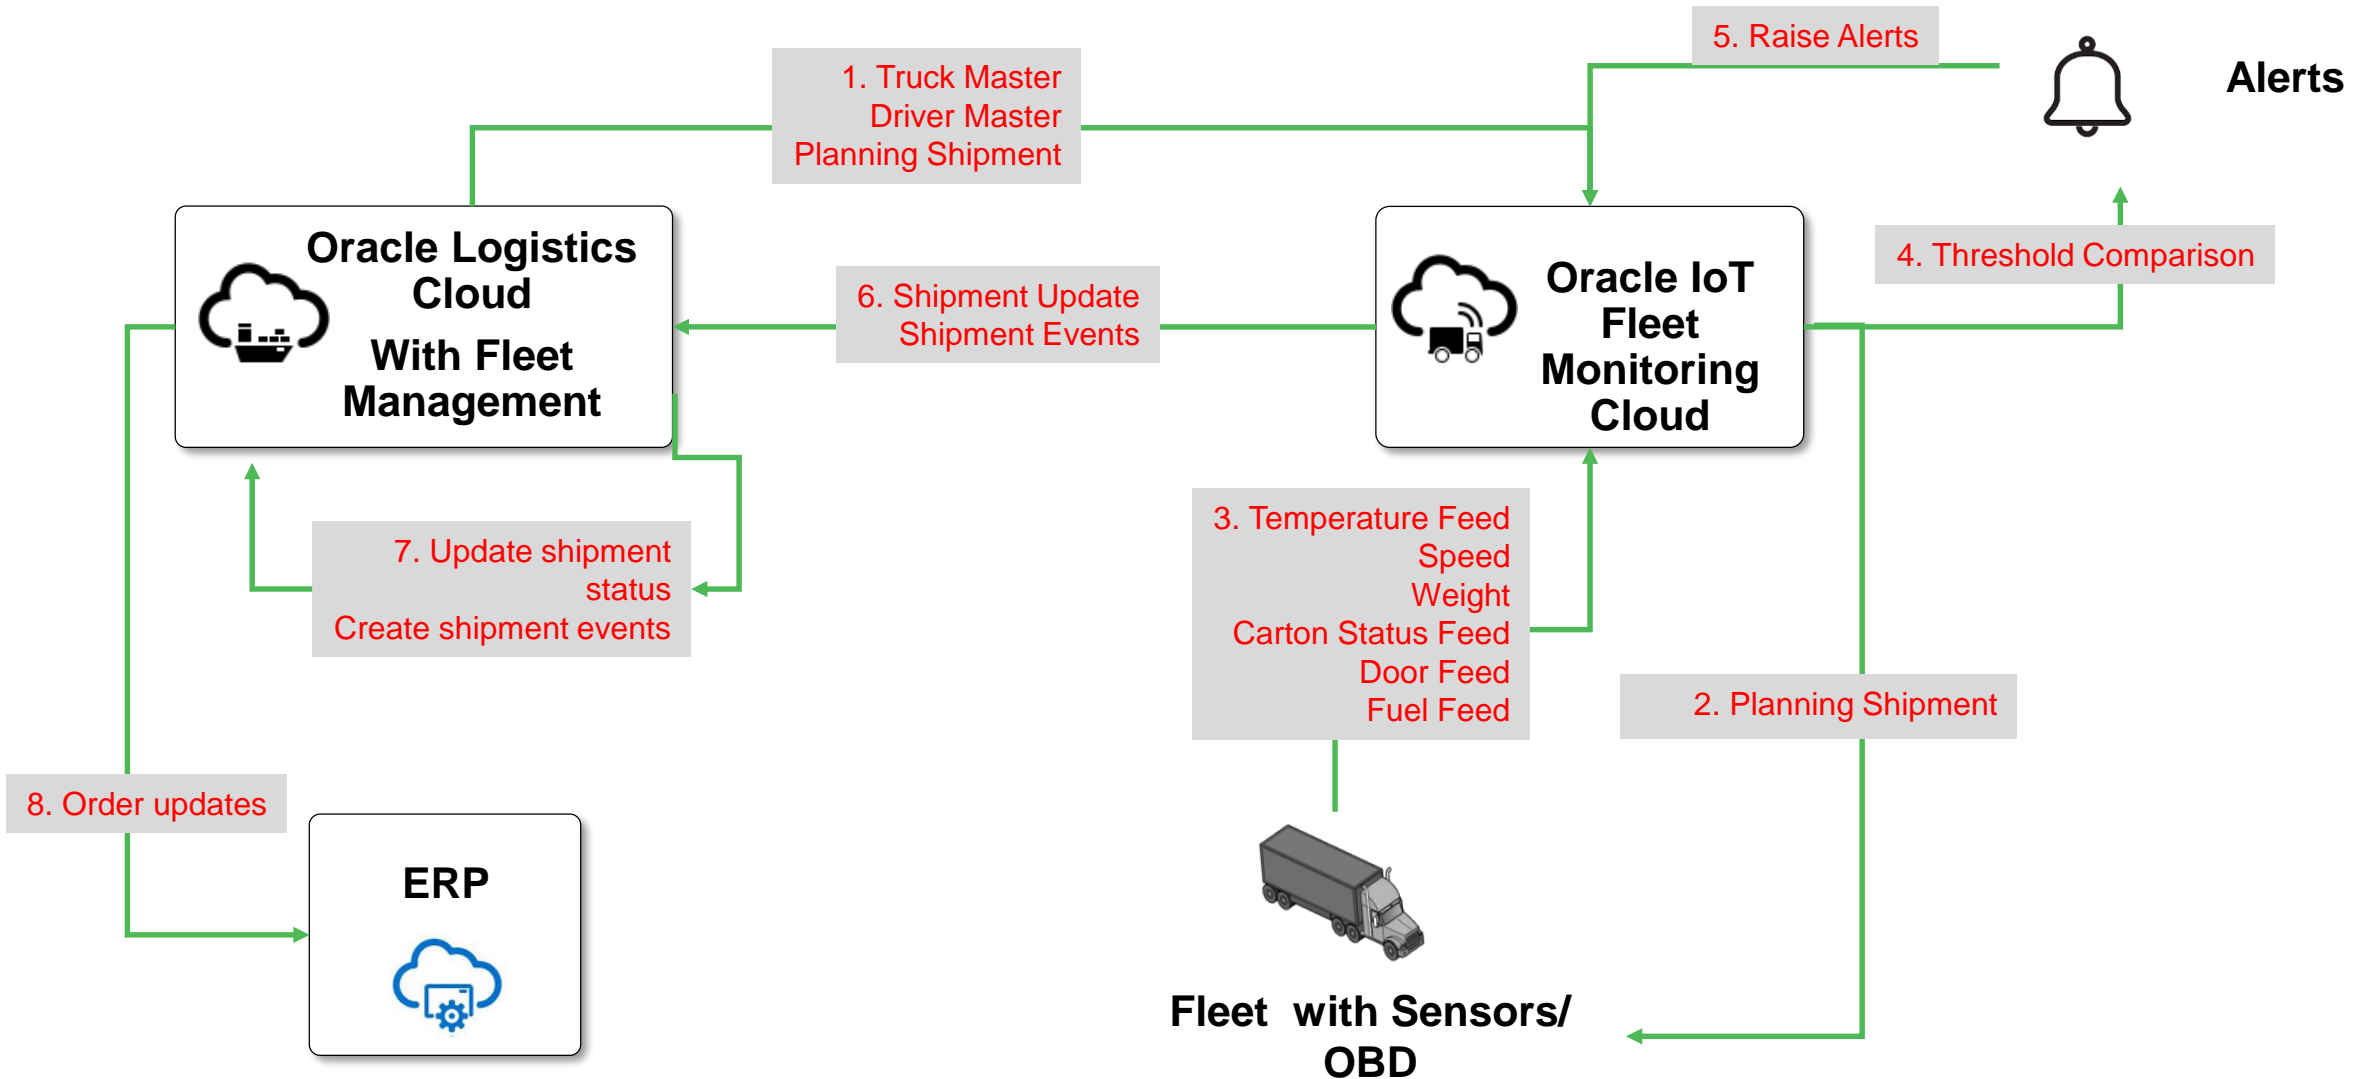 5. Raise Alerts
Alerts
1. Truck Master
Driver Master
Planning Shipment
Oracle Logistics
Cloud
With Fleet
Management
6. Shipment Update
Shipment Events
Oracle IoT
Fleet
Monitoring
Cloud
4. Threshold Comparison
7. Update shipment
status
Create shipment events
3. Temperature Feed
Speed
Weight
Carton Status Feed
Door Feed
Fuel Feed
2. Planning Shipment
8. Order updates
ERP
Fleet  with Sensors/
OBD